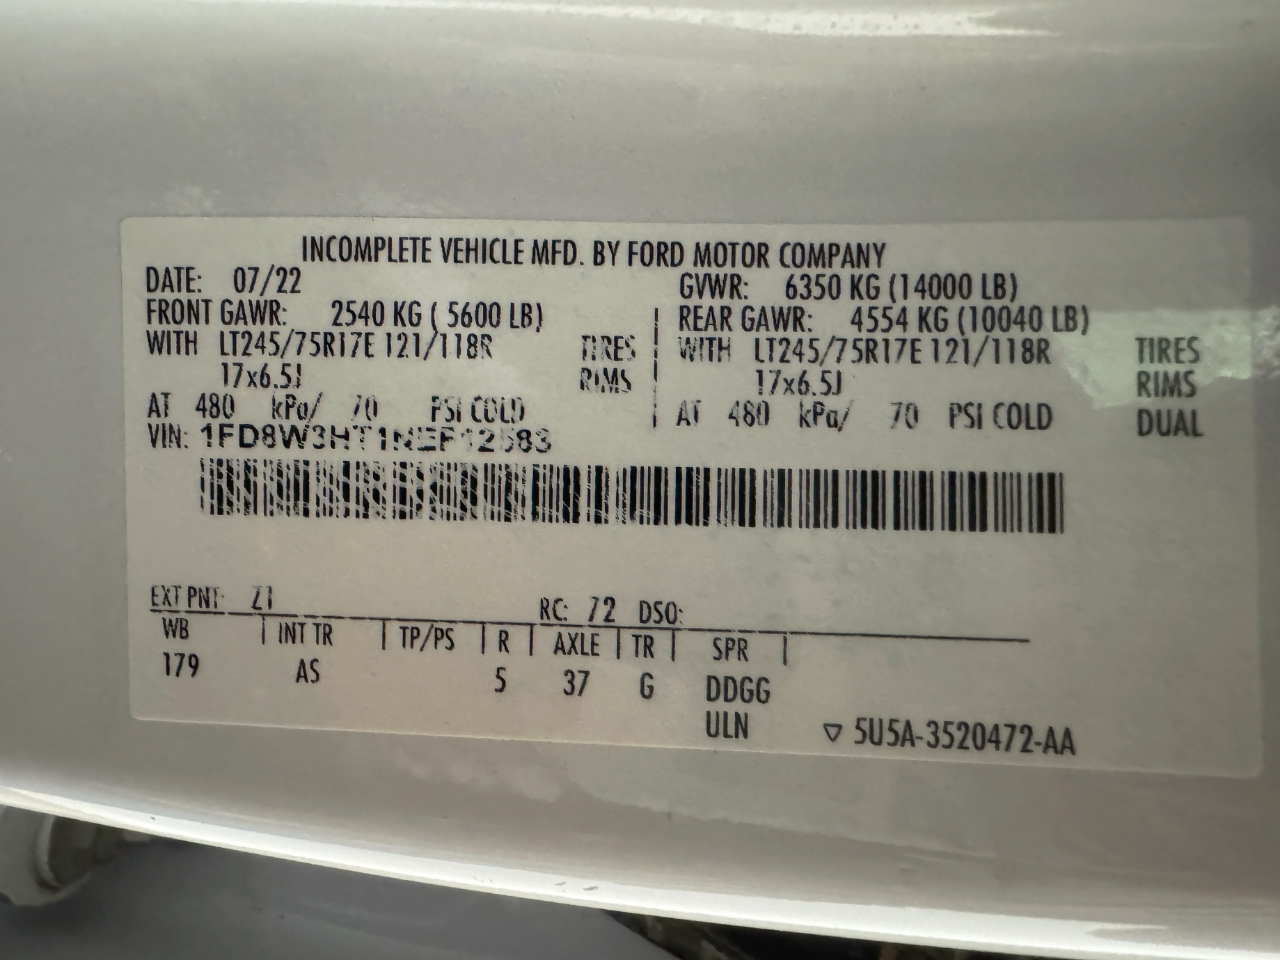 INCOMPLETE VEHICLE MFD. BY FORD MOTOR COMPANY
DATE: 07/22 GVWR: 6350 KG (14000 LB)
FRONT GAWR: 2540 KG ( 5600 LB) | REAR GAWR: 4554 KG (10040 LB)
WITH LT245/75R17E 121/118R TIRES | WITH LT245/75R17E 121/118R TIRES
17x6.5J RIMS | 17x6.5J RIMS
AT 480 kPa/ 70 PSI COLD | AT 480 kPa/ 70 PSI COLD DUAL
VIN: 1FD8W3HT1NEF12583
EXT PNT: Z1 RC: 72 DSO:
WB | INT TR | TP/PS | R | AXLE | TR | SPR |
179 AS 5 37 G DDGG
ULN ▽ 5U5A-3520472-AA